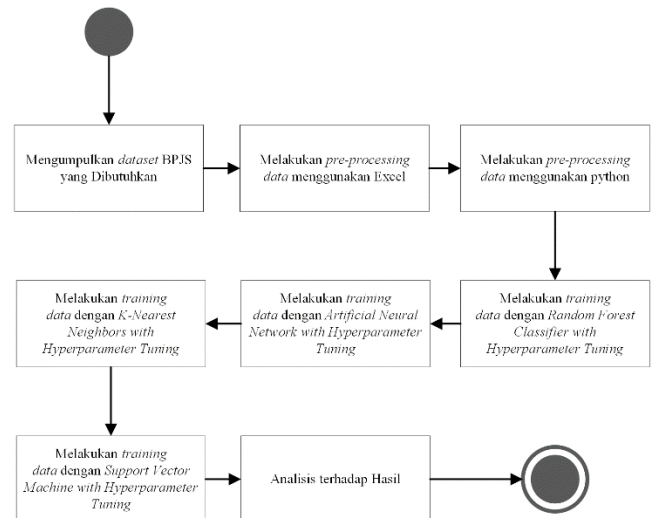 Mengumpulkan dataset BPJS
yang Dibutuhkan
Melakukan pre-processing
data menggunakan Excel
Melakukan pre-processing
data menggunakan python
Melakukan training
data dengan Random Forest
Classifier with
Hyperparameter Tuning
Melakukan training
data dengan Artificial Neural
Network with Hyperparameter
Tuning
Melakukan training
data dengan K-Nearest
Neighbors with
Hyperparameter Tuning
Melakukan training
data dengan Support Vector
Machine with Hyperparameter
Tuning
Analisis terhadap Hasil